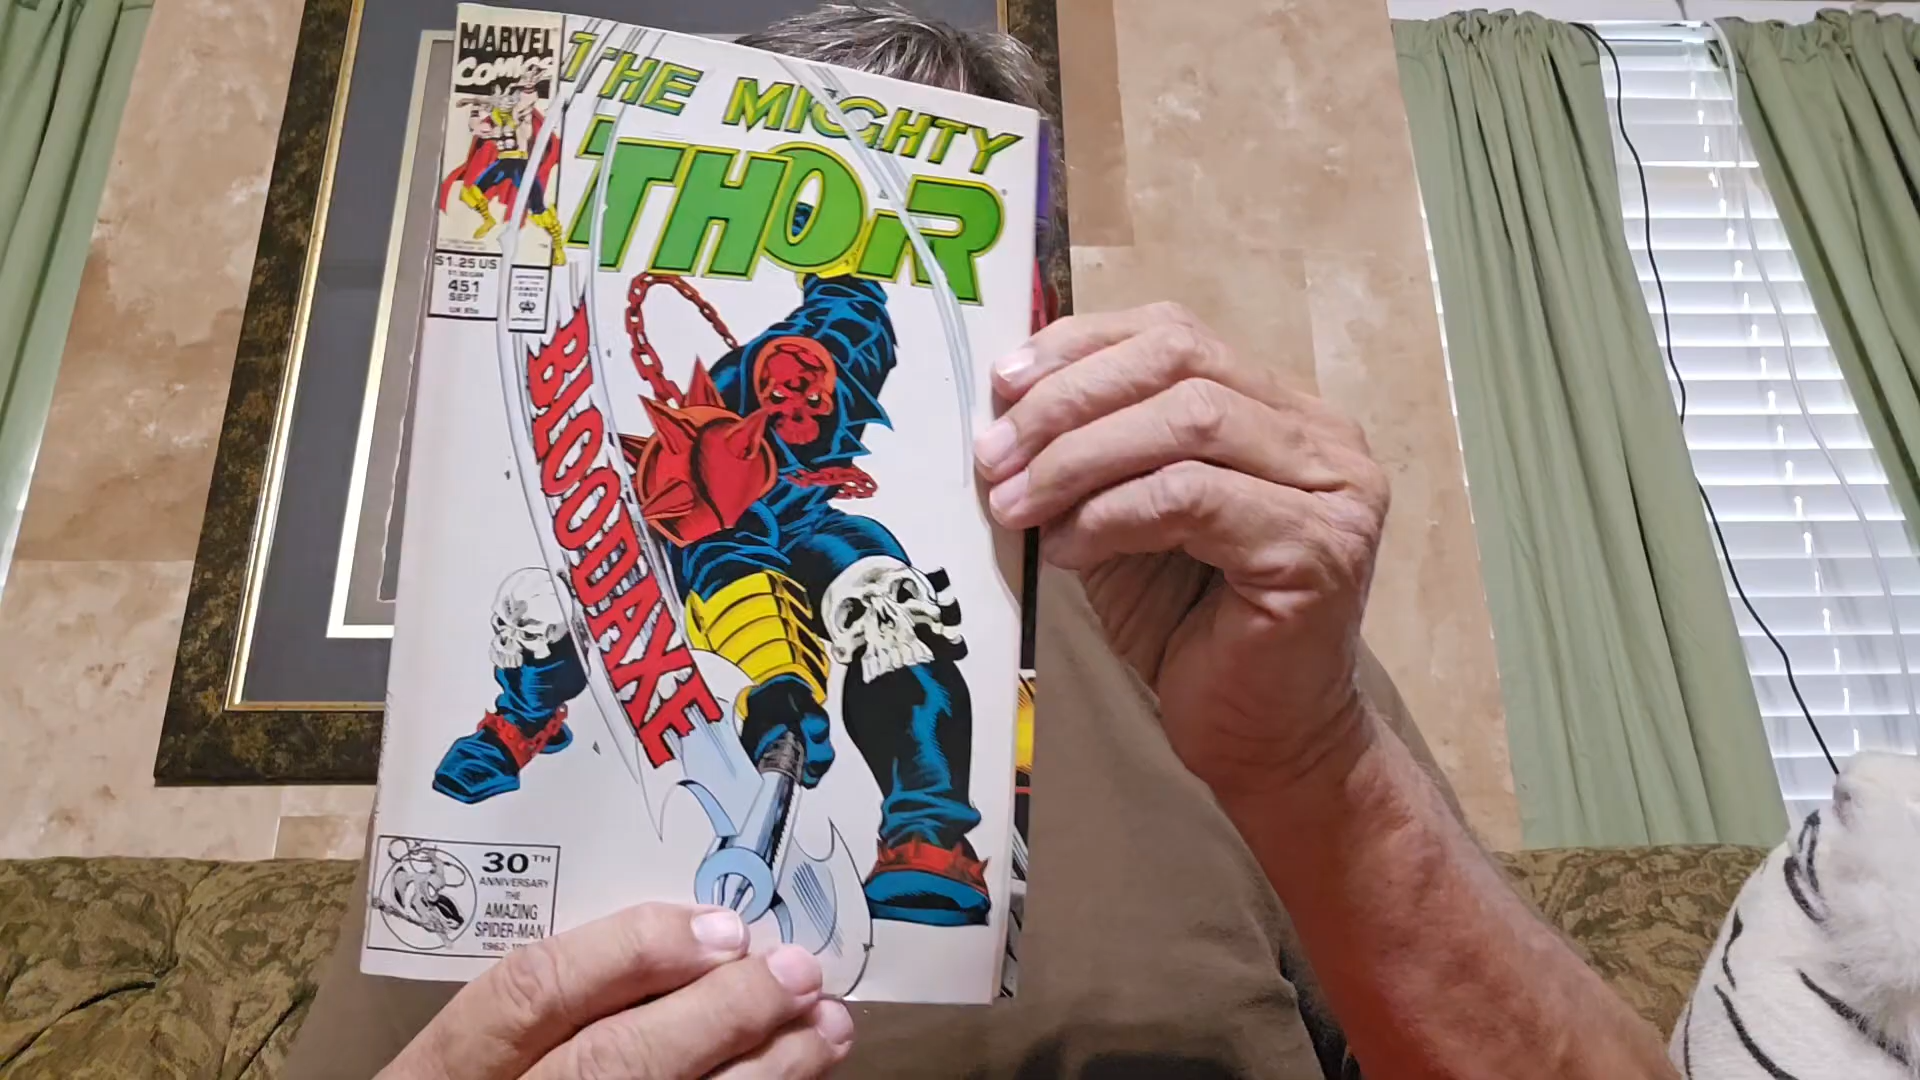 MARVEL
COMICS
THE MIGHTY
THOR
$1.25 US
451
SEPT
BLOODAXE
30TH
ANNIVERSARY
THE
AMAZING
SPIDER-MAN